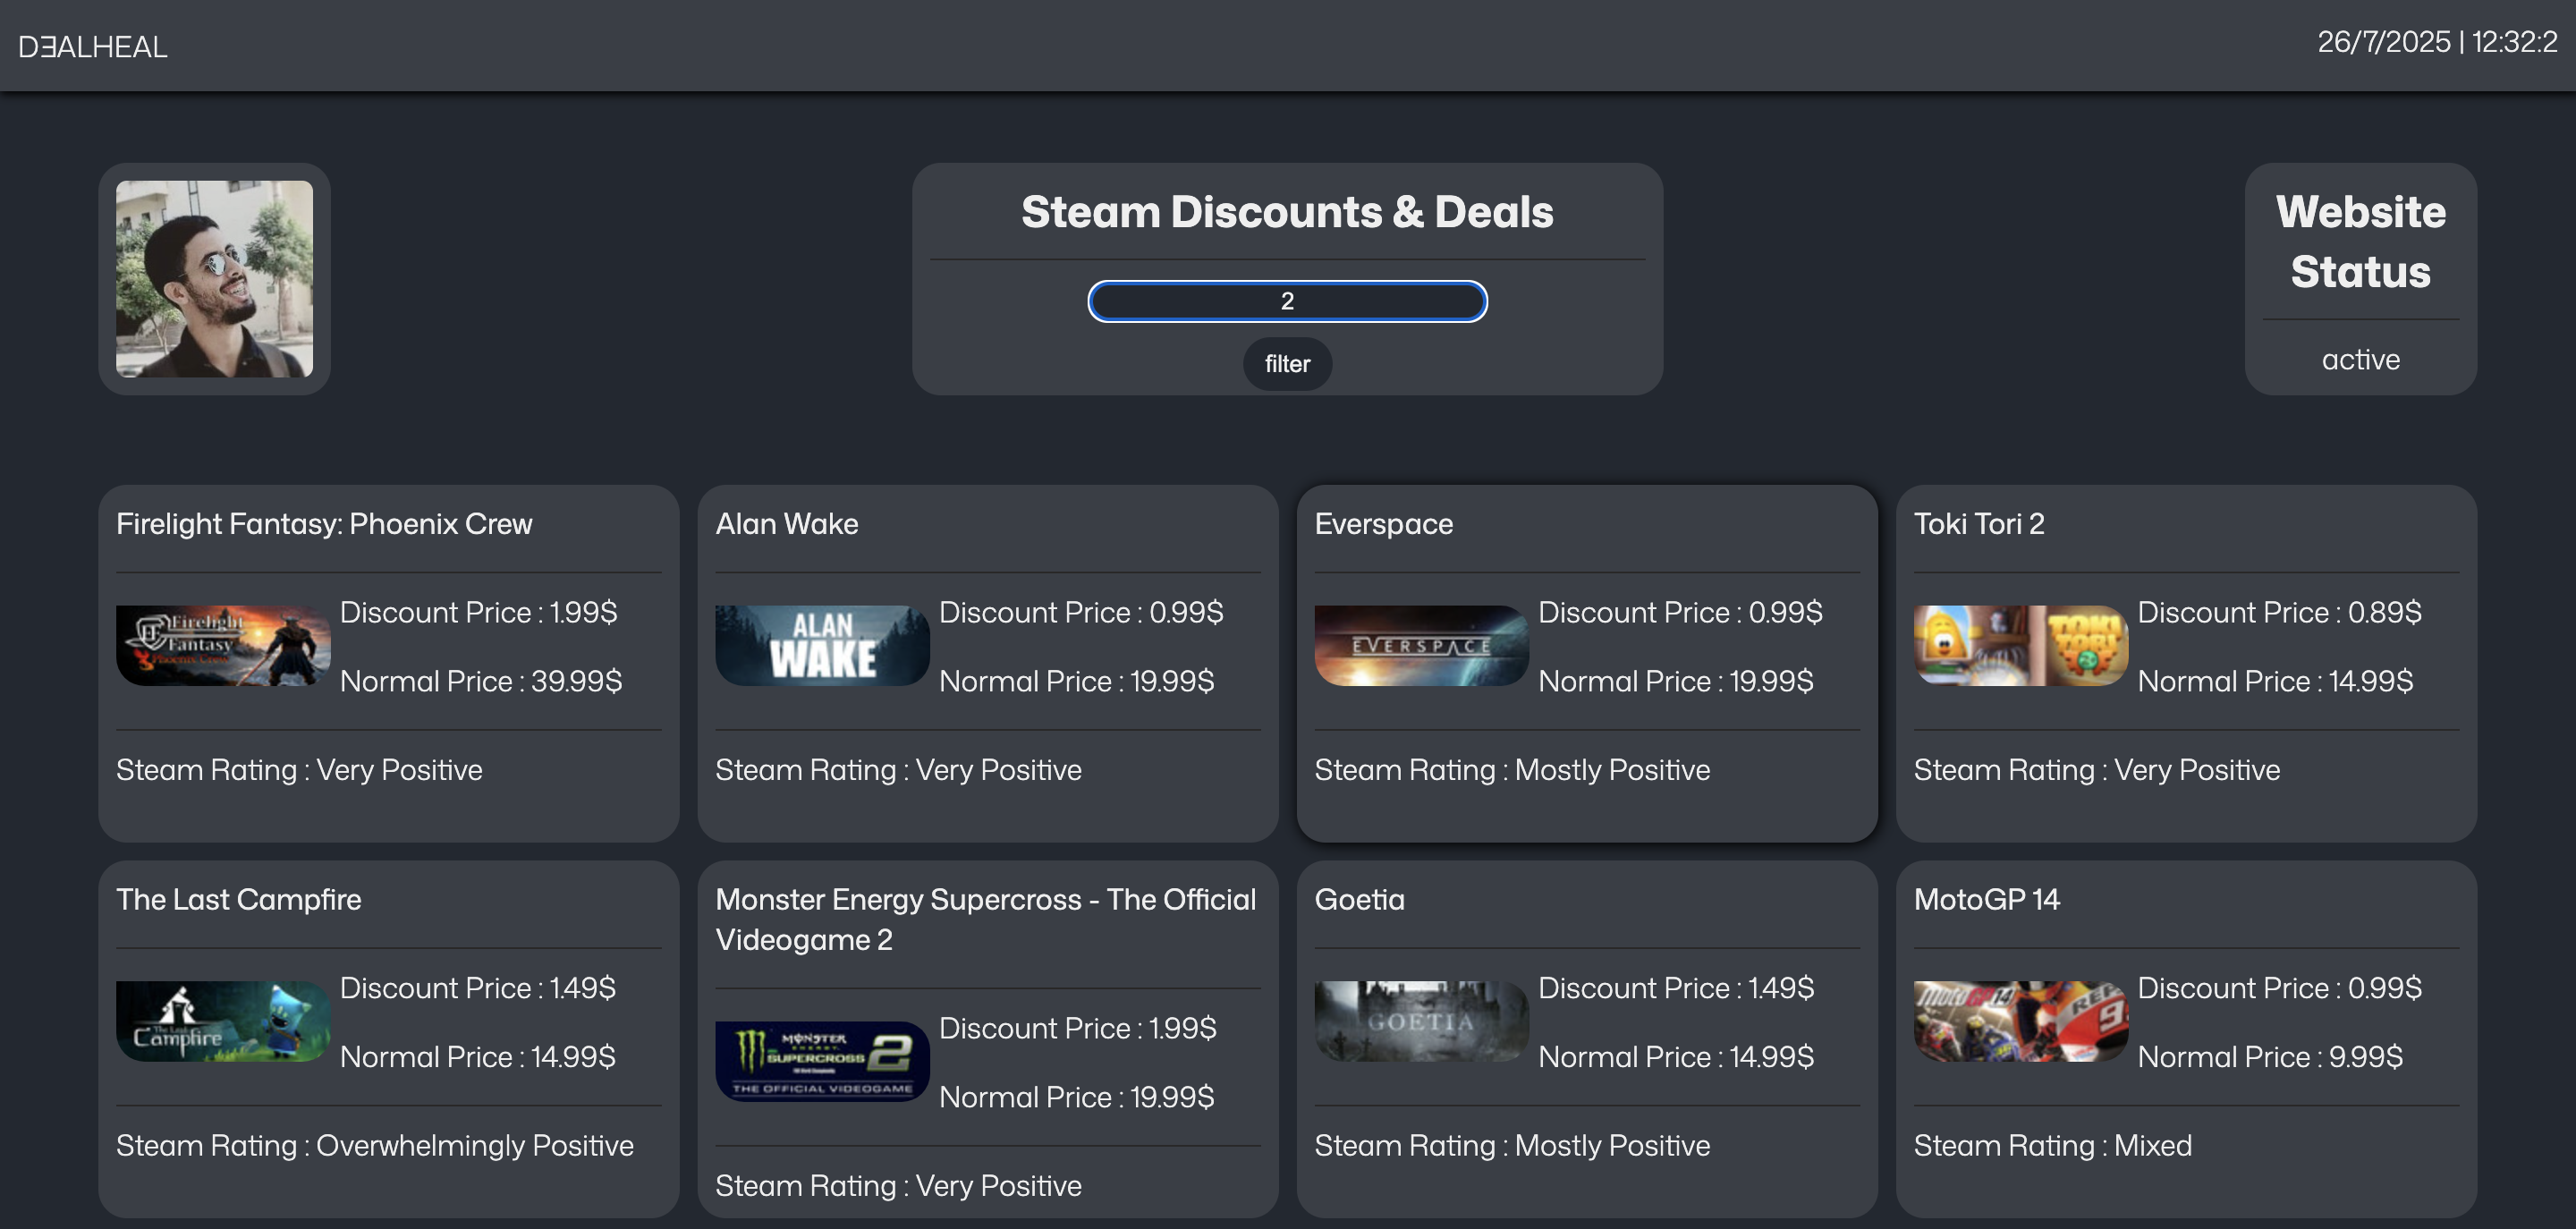 DƎALHEAL
26/7/2025 | 12:32:2
Steam Discounts & Deals
2
filter
Website
Status
active
Firelight Fantasy: Phoenix Crew
Firelight
Fantasy
Phoenix Crew
Discount Price : 1.99$
Normal Price : 39.99$
Steam Rating : Very Positive
Alan Wake
ALAN
WAKE
Discount Price : 0.99$
Normal Price : 19.99$
Steam Rating : Very Positive
Everspace
EVERSPACE
Discount Price : 0.99$
Normal Price : 19.99$
Steam Rating : Mostly Positive
Toki Tori 2
TOKI
TORI
Discount Price : 0.89$
Normal Price : 14.99$
Steam Rating : Very Positive
The Last Campfire
The Last
Campfire
Discount Price : 1.49$
Normal Price : 14.99$
Steam Rating : Overwhelmingly Positive
Monster Energy Supercross - The Official
Videogame 2
MONSTER
ENERGY
SUPERCROSS 2
THE OFFICIAL VIDEOGAME
Discount Price : 1.99$
Normal Price : 19.99$
Steam Rating : Very Positive
Goetia
GOETIA
Discount Price : 1.49$
Normal Price : 14.99$
Steam Rating : Mostly Positive
MotoGP 14
MotoGP 14
REP
9
Discount Price : 0.99$
Normal Price : 9.99$
Steam Rating : Mixed